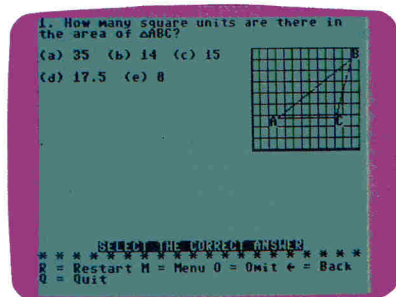 1. How many square units are there in
the area of △ABC?
(a) 35 (b) 14 (c) 15
(d) 17.5 (e) 8
B
A
C
SELECT THE CORRECT ANSWER
* * * * * * * * * * * * * * * * * * * *
R = Restart M = Menu O = Omit ← = Back
Q = Quit